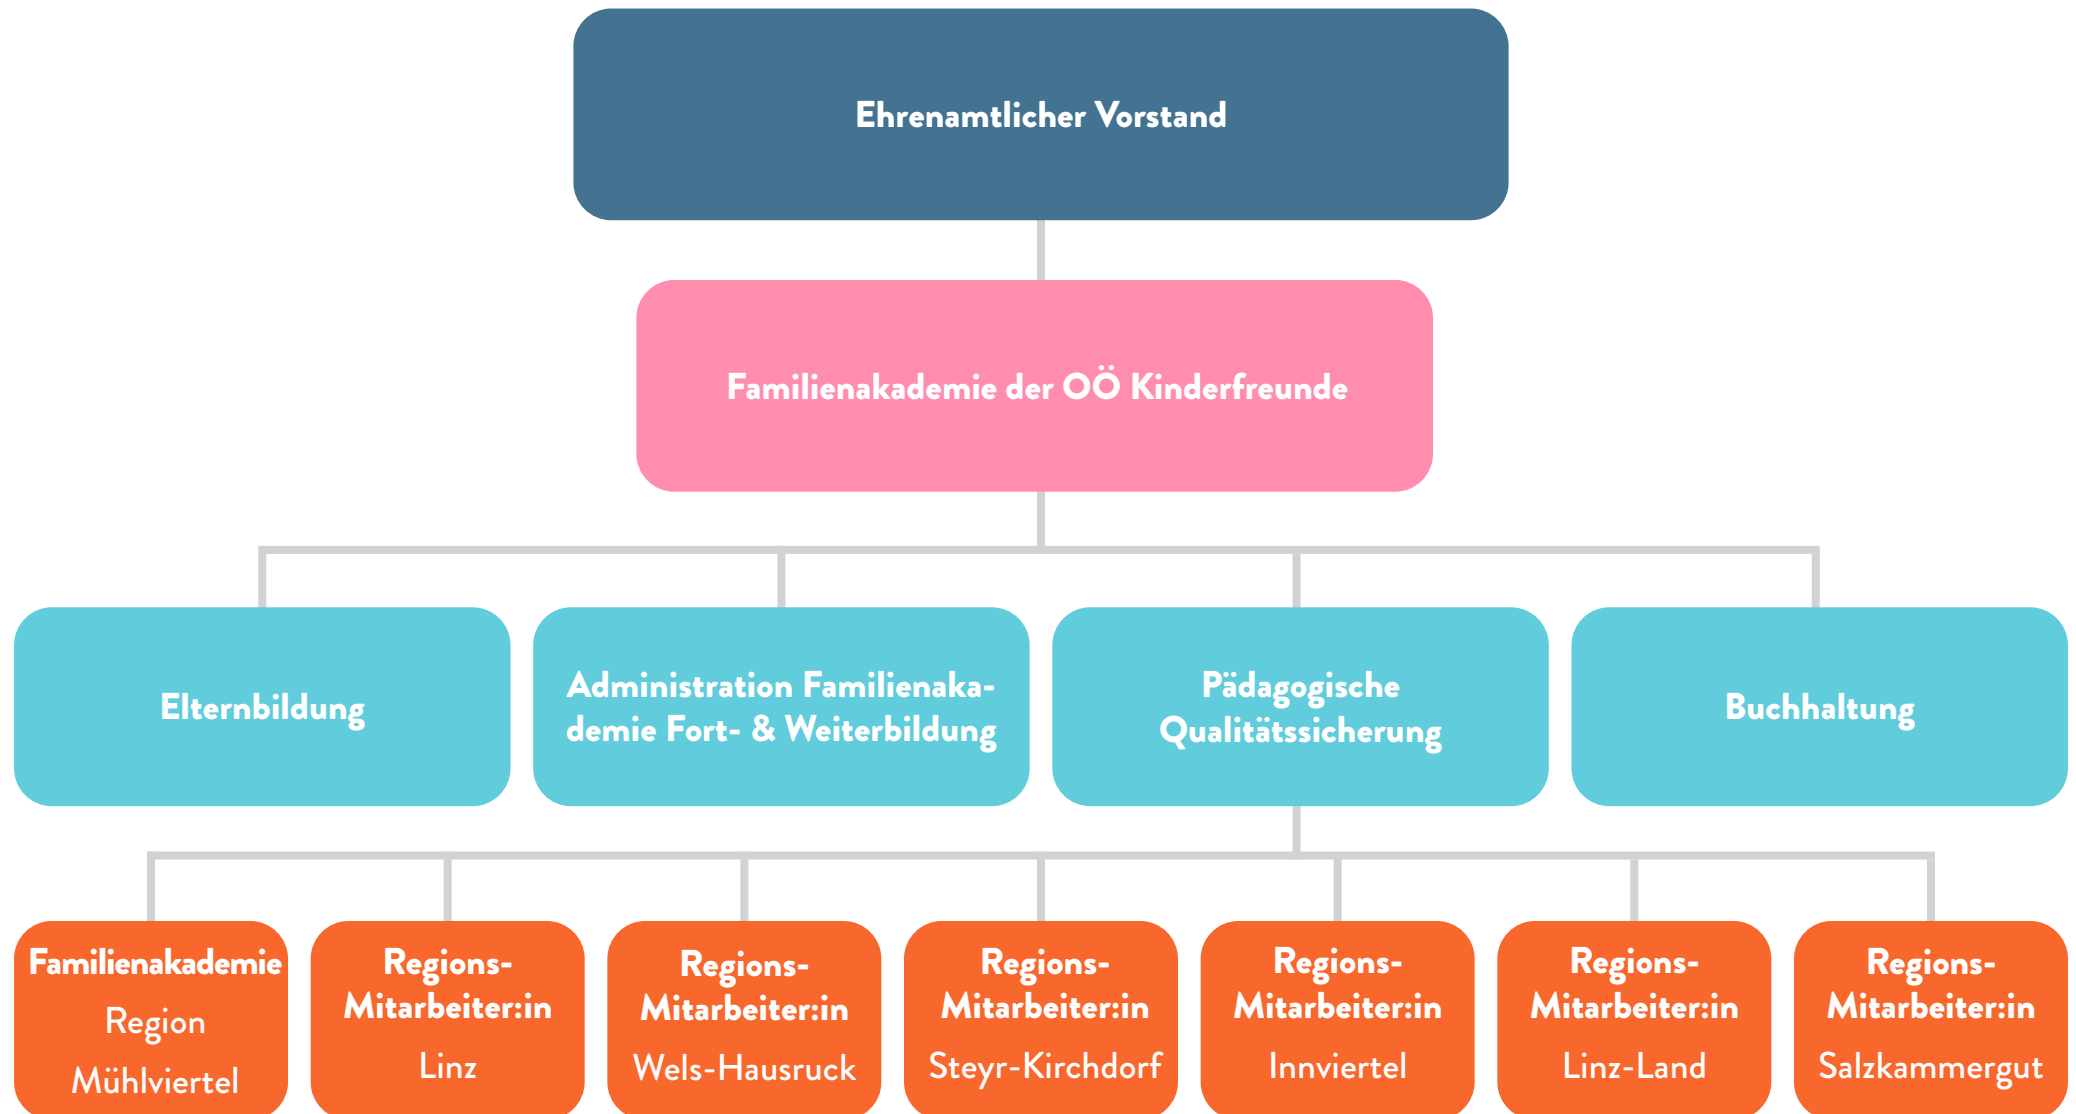 Ehrenamtlicher Vorstand
Familienakademie der OÖ Kinderfreunde
Elternbildung
Administration Familienaka-
demie Fort- & Weiterbildung
Pädagogische
Qualitätssicherung
Buchhaltung
Familienakademie
Region
Mühlviertel
Regions-
Mitarbeiter:in
Linz
Regions-
Mitarbeiter:in
Wels-Hausruck
Regions-
Mitarbeiter:in
Steyr-Kirchdorf
Regions-
Mitarbeiter:in
Innviertel
Regions-
Mitarbeiter:in
Linz-Land
Regions-
Mitarbeiter:in
Salzkammergut